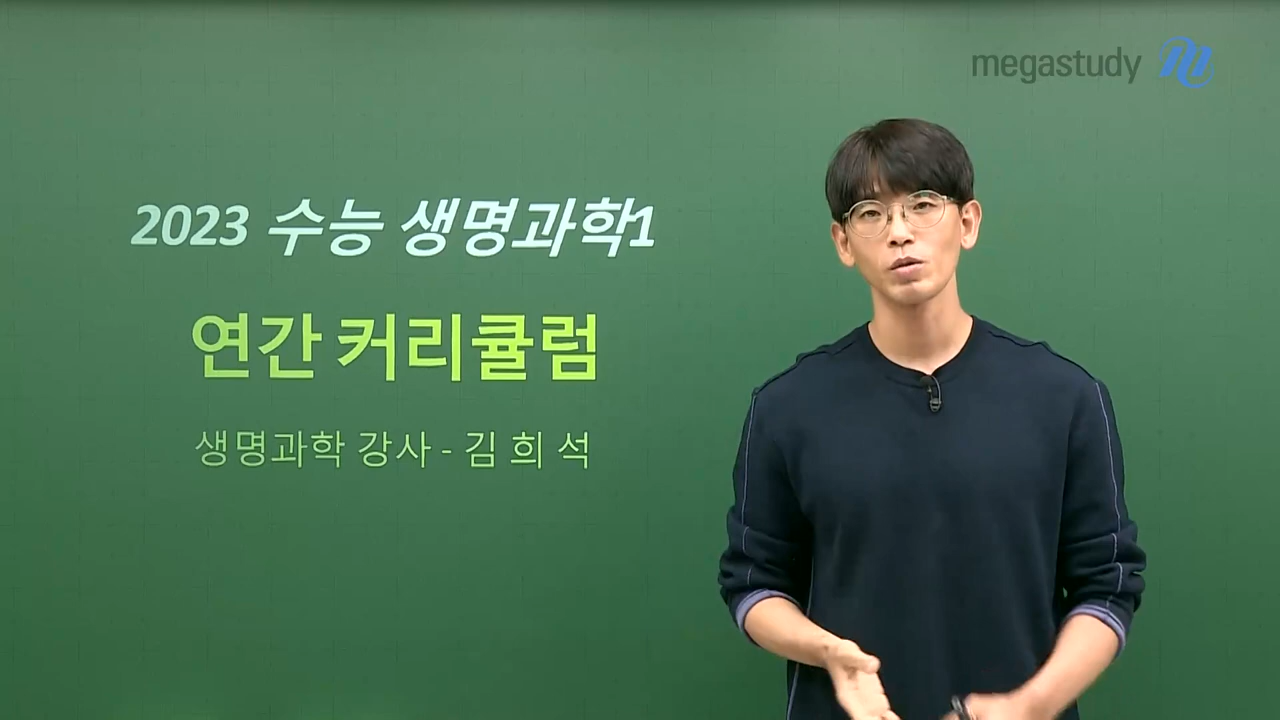 megastudy
2023 수능 생명과학1
연간 커리큘럼
생명과학 강사 - 김 희 석